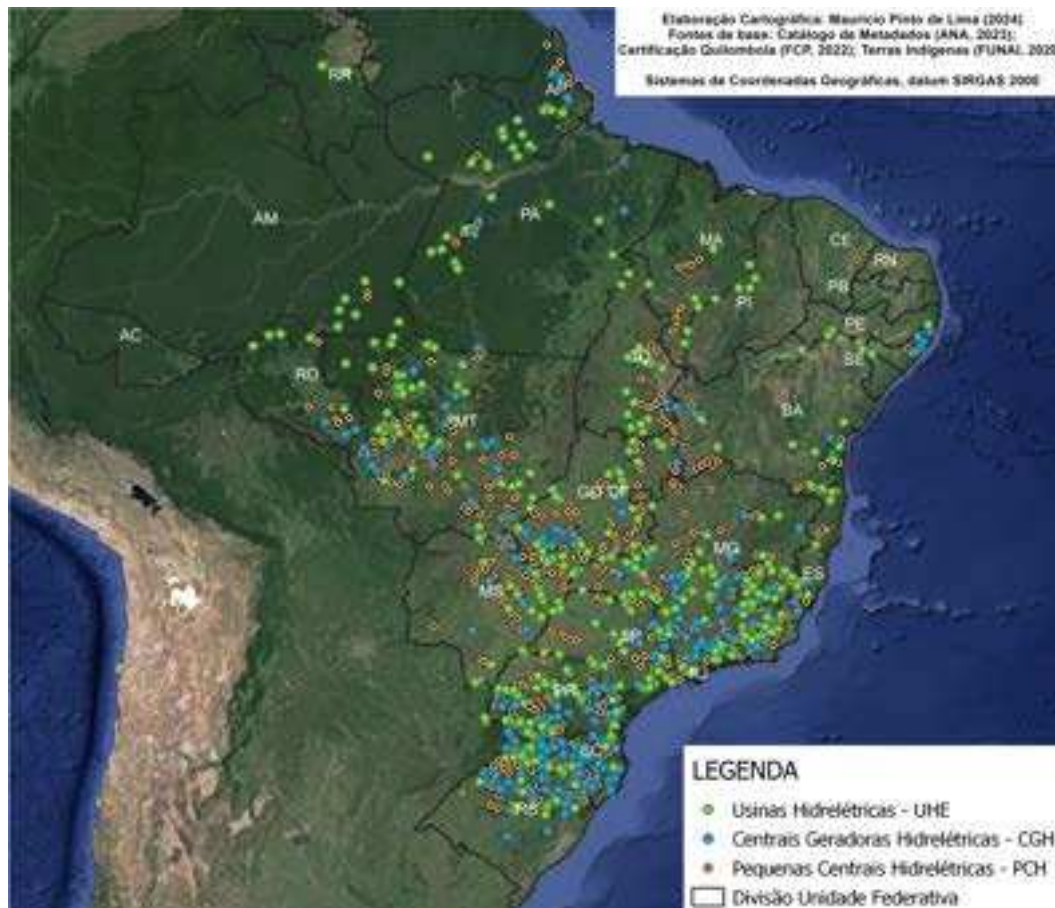 Elaboração Cartográfica: Mauricio Pinto de Lima (2024)
Fontes de base: Catálogo de Metadados (ANA, 2023);
Certificação Quilombola (FCP, 2022); Terras Indígenas (FUNAI, 202
Sistemas de Coordenadas Geográficas, datum SIRGAS 2000
RR
AP
AM
PA
MA
CE
RN
PB
PI
PE
AC
SE
TO
RO
BA
MT
GO DF
MG
ES
MS
SP
PR
SC
RS
LEGENDA
Usinas Hidrelétricas - UHE
Centrais Geradoras Hidrelétricas - CGH
Pequenas Centrais Hidrelétricas - PCH
Divisão Unidade Federativa